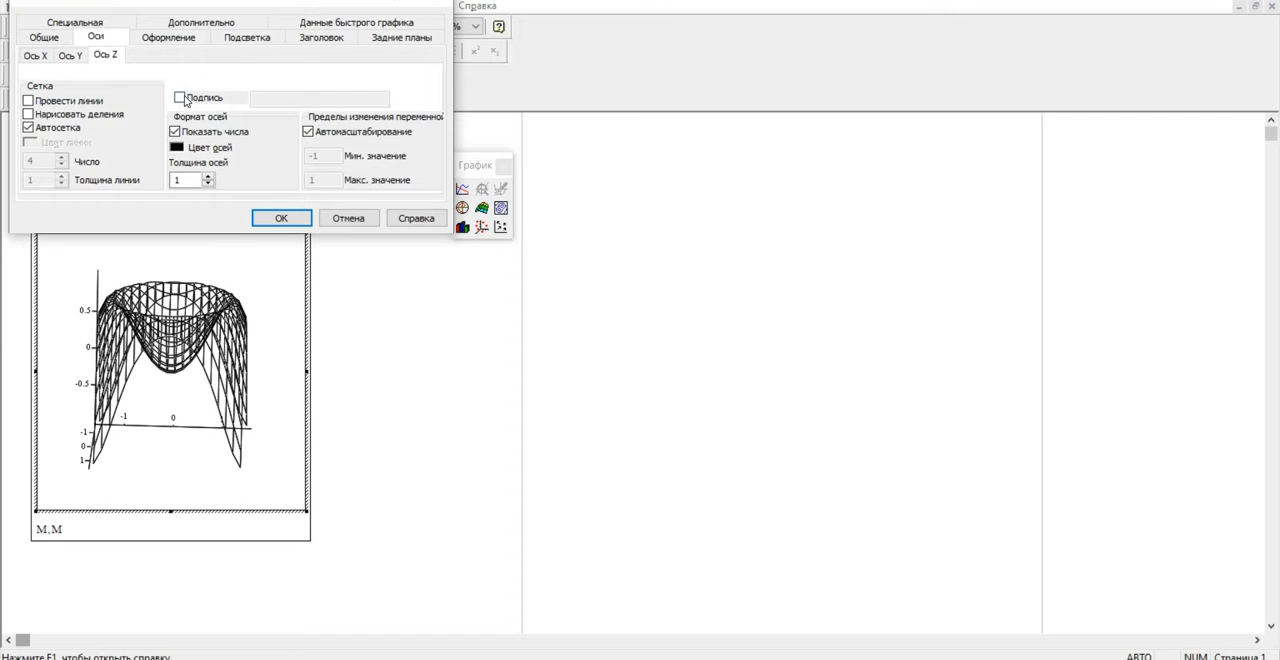 Справка
Специальная Дополнительно Данные быстрого графика
Общие Оси Оформление Подсветка Заголовок Задние планы
Ось X Ось Y Ось Z
%
x² x₁
Сетка
Провести линии
Нарисовать деления
Автосетка
Цвет линии
4 Число
1 Толщина линии
Подпись
Формат осей
Показать числа
Цвет осей
Толщина осей
1
Пределы изменения переменной
Автомасштабирование
-1 Мин. значение
1 Макс. значение
OK Отмена Справка
График
0.5
0
-0.5
-1 0
-1
0
1
M,M
Нажмите F1, чтобы открыть справку.
АВТО NUM Страница 1